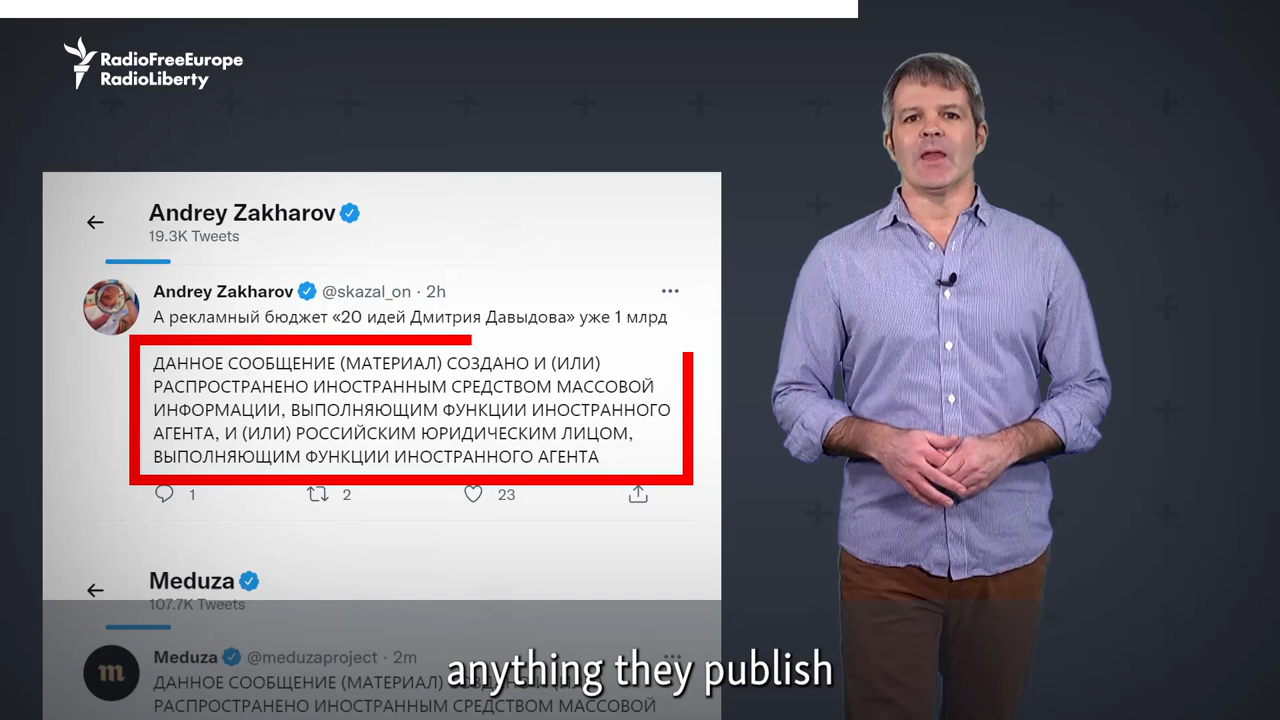 RadioFreeEurope
RadioLiberty
Andrey Zakharov
19.3K Tweets
Andrey Zakharov @skazal_on · 2h
А рекламный бюджет «20 идей Дмитрия Давыдова» уже 1 млрд
ДАННОЕ СООБЩЕНИЕ (МАТЕРИАЛ) СОЗДАНО И (ИЛИ)
РАСПРОСТРАНЕНО ИНОСТРАННЫМ СРЕДСТВОМ МАССОВОЙ
ИНФОРМАЦИИ, ВЫПОЛНЯЮЩИМ ФУНКЦИИ ИНОСТРАННОГО
АГЕНТА, И (ИЛИ) РОССИЙСКИМ ЮРИДИЧЕСКИМ ЛИЦОМ,
ВЫПОЛНЯЮЩИМ ФУНКЦИИ ИНОСТРАННОГО АГЕНТА
1 2 23
Meduza
107.7K Tweets
Meduza @meduzaproject · 2m
ДАННОЕ СООБЩЕНИЕ (МАТЕРИАЛ)
РАСПРОСТРАНЕНО ИНОСТРАННЫМ СРЕДСТВОМ МАССОВОЙ
anything they publish